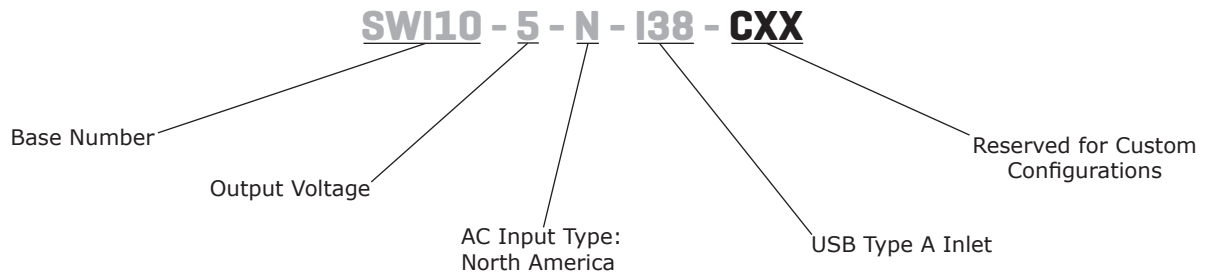 SWI10 - 5 - N - I38 - CXX
Base Number
Output Voltage
AC Input Type:
North America
USB Type A Inlet
Reserved for Custom
Configurations